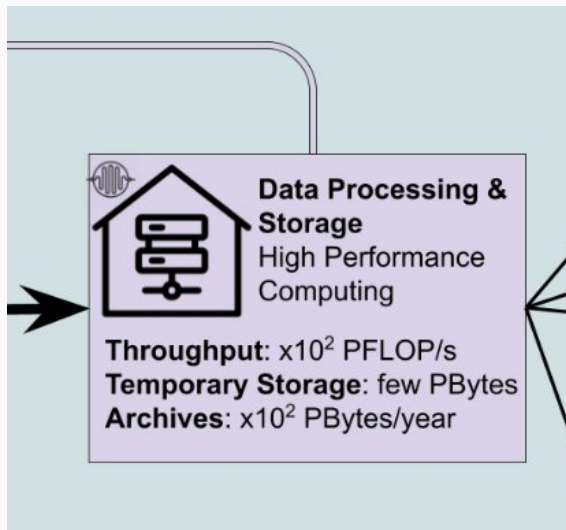 Data Processing &
Storage
High Performance
Computing
Throughput: x10² PFLOP/s
Temporary Storage: few PBytes
Archives: x10² PBytes/year